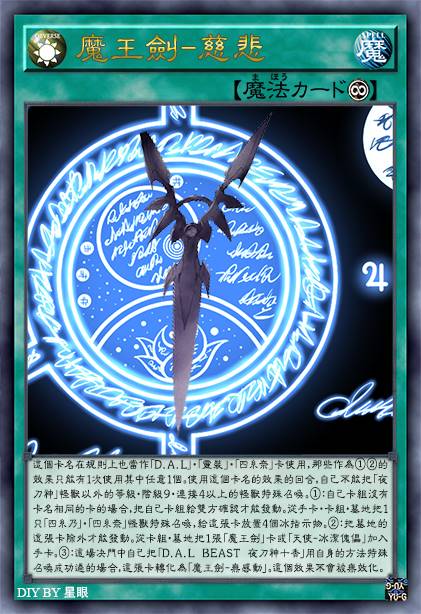 DIVERSE
魔王劍-慈悲
SPELL
魔
【魔法カード】
ま ほう
這個卡名在規則上也當作「D.A.L」・「靈裝」・「四糸奈」卡使用,那些作為①②的
效果只能有1次使用其中任意1個。使用這個卡名的效果的回合,自己不能把「夜
刀神」怪獸以外的等級・階級9・連接4以上的怪獸特殊召喚。①:自己卡組沒有
卡名相同的卡的場合,把自己卡組給雙方確認才能發動。從手卡・卡組・墓地把1
只「四糸乃」・「四糸奈」怪獸特殊召喚,給這張卡放置4個冰指示物。②:把墓地的
這張卡除外才能發動。從卡組・墓地把1張「魔王劍」卡或「天使-冰潔傀儡」加入
手卡。③:這場決鬥中自己把「D.A.L BEAST 夜刀神十香」用自身的方法特殊
召喚成功過的場合,這張卡轉化為「魔王劍-無感動」。這個效果不會被無效化。
DIY BY 星眼
YU-G